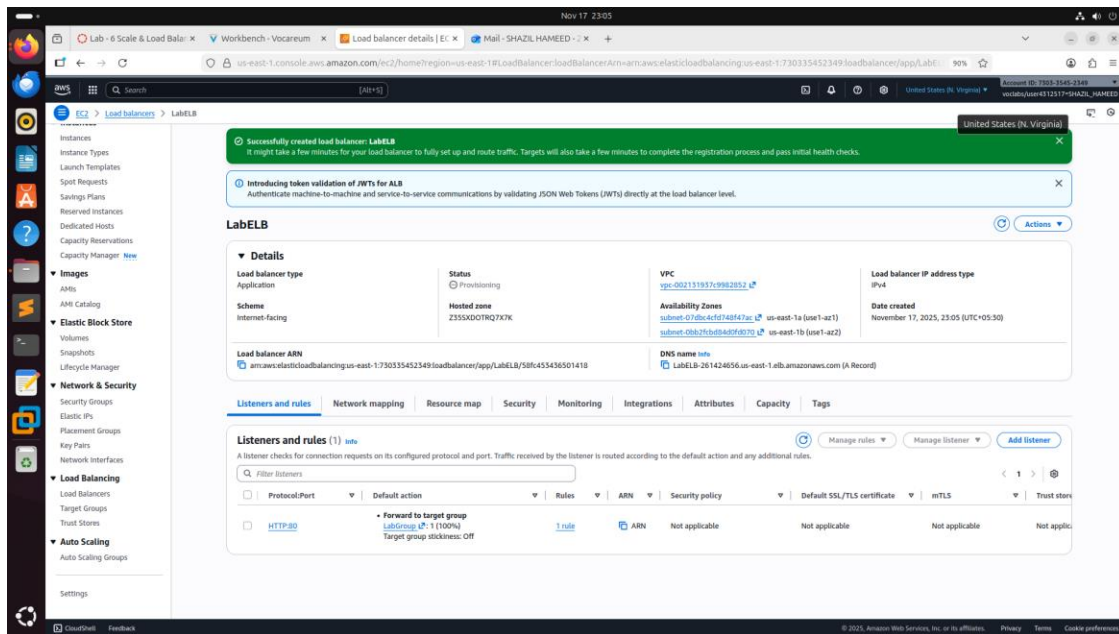 Nov 17 23:05
Lab - 6 Scale & Load Balar
Workbench - Vocareum
Load balancer details | EC
Mail - SHAZIL HAMEED - 2
us-east-1.console.aws.amazon.com/ec2/home?region=us-east-1#LoadBalancer:loadBalancerArn=arn:aws:elasticloadbalancing:us-east-1:730335452349:loadbalancer/app/LabE
90%
aws
Search
[Alt+S]
United States (N. Virginia)
Account ID: 7303-3545-2349
voclabs/user4312517=SHAZIL_HAMEED
EC2 > Load balancers > LabELB
United States (N. Virginia)
Instances
Instance Types
Launch Templates
Spot Requests
Savings Plans
Reserved Instances
Dedicated Hosts
Capacity Reservations
Capacity Manager New
Images
AMIs
AMI Catalog
Elastic Block Store
Volumes
Snapshots
Lifecycle Manager
Network & Security
Security Groups
Elastic IPs
Placement Groups
Key Pairs
Network Interfaces
Load Balancing
Load Balancers
Target Groups
Trust Stores
Auto Scaling
Auto Scaling Groups
Settings
Successfully created load balancer: LabELB
It might take a few minutes for your load balancer to fully set up and route traffic. Targets will also take a few minutes to complete the registration process and pass initial health checks.
Introducing token validation of JWTs for ALB
Authenticate machine-to-machine and service-to-service communications by validating JSON Web Tokens (JWTs) directly at the load balancer level.
LabELB
Actions
Details
Load balancer type
Application
Status
Provisioning
VPC
vpc-002131937c9982852
Load balancer IP address type
IPv4
Scheme
Internet-facing
Hosted zone
Z35SXDOTRQ7X7K
Availability Zones
subnet-07dbc4cfd748f47ac us-east-1a (use1-az1)
subnet-0bb2fcbd84d0fd070 us-east-1b (use1-az2)
Date created
November 17, 2025, 23:05 (UTC+05:30)
Load balancer ARN
arn:aws:elasticloadbalancing:us-east-1:730335452349:loadbalancer/app/LabELB/58fc453436501418
DNS name Info
LabELB-261424656.us-east-1.elb.amazonaws.com (A Record)
Listeners and rules
Network mapping
Resource map
Security
Monitoring
Integrations
Attributes
Capacity
Tags
Listeners and rules (1) Info
Manage rules
Manage listener
Add listener
A listener checks for connection requests on its configured protocol and port. Traffic received by the listener is routed according to the default action and any additional rules.
Filter listeners
1
Protocol:Port
Default action
Rules
ARN
Security policy
Default SSL/TLS certificate
mTLS
Trust store
HTTP:80
• Forward to target group
LabGroup : 1 (100%)
Target group stickiness: Off
1 rule
ARN
Not applicable
Not applicable
Not applicable
Not applic
CloudShell Feedback
© 2025, Amazon Web Services, Inc. or its affiliates. Privacy Terms Cookie preferences